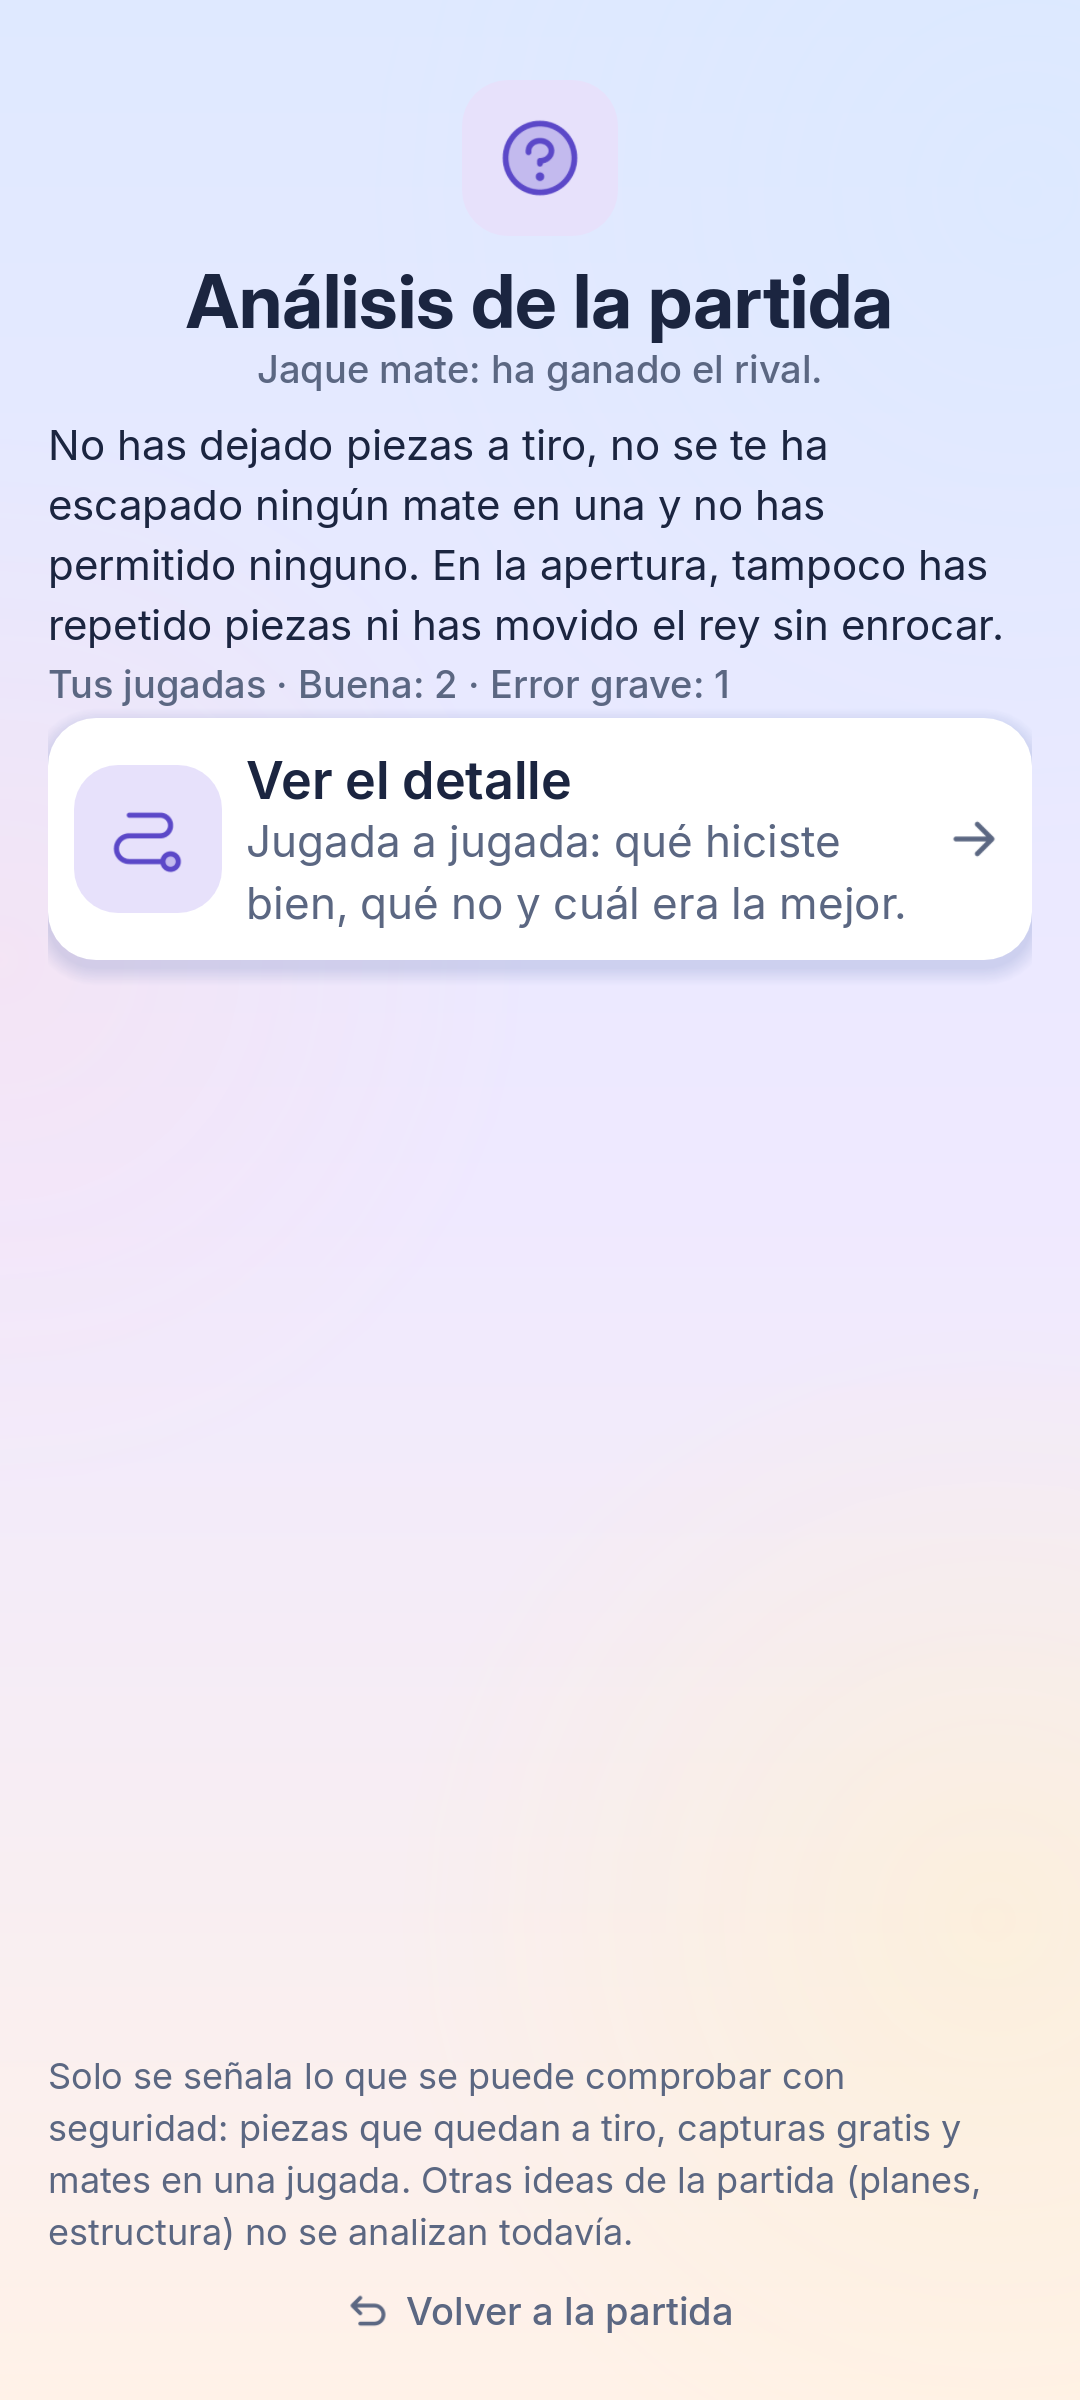 Análisis de la partida
Jaque mate: ha ganado el rival.
No has dejado piezas a tiro, no se te ha
escapado ningún mate en una y no has
permitido ninguno. En la apertura, tampoco has
repetido piezas ni has movido el rey sin enrocar.
Tus jugadas · Buena: 2 · Error grave: 1
Ver el detalle
Jugada a jugada: qué hiciste
bien, qué no y cuál era la mejor.
Solo se señala lo que se puede comprobar con
seguridad: piezas que quedan a tiro, capturas gratis y
mates en una jugada. Otras ideas de la partida (planes,
estructura) no se analizan todavía.
Volver a la partida